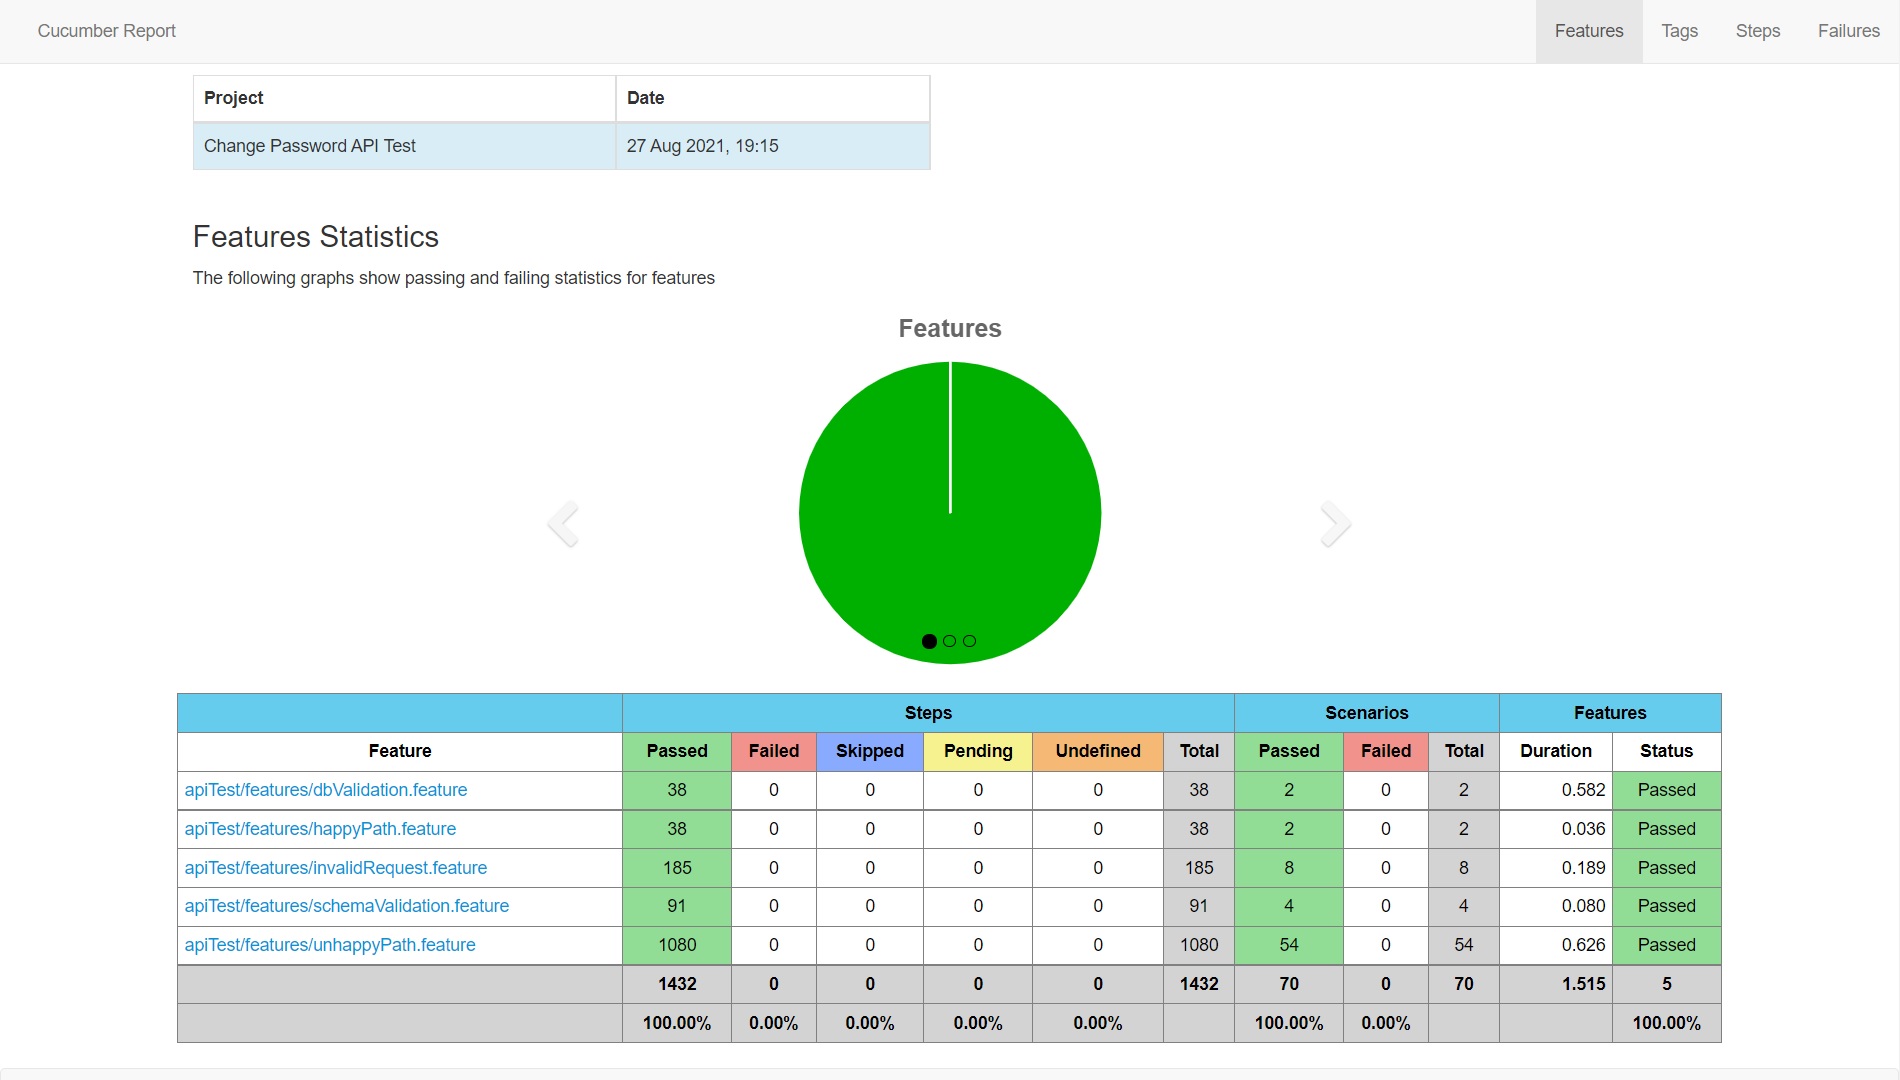 Cucumber Report Features Tags Steps Failures
Project Date
Change Password API Test 27 Aug 2021, 19:15
Features Statistics
The following graphs show passing and failing statistics for features
Features
Steps Scenarios Features
Feature Passed Failed Skipped Pending Undefined Total Passed Failed Total Duration Status
apiTest/features/dbValidation.feature 38 0 0 0 0 38 2 0 2 0.582 Passed
apiTest/features/happyPath.feature 38 0 0 0 0 38 2 0 2 0.036 Passed
apiTest/features/invalidRequest.feature 185 0 0 0 0 185 8 0 8 0.189 Passed
apiTest/features/schemaValidation.feature 91 0 0 0 0 91 4 0 4 0.080 Passed
apiTest/features/unhappyPath.feature 1080 0 0 0 0 1080 54 0 54 0.626 Passed
1432 0 0 0 0 1432 70 0 70 1.515 5
100.00% 0.00% 0.00% 0.00% 0.00% 100.00% 0.00% 100.00%